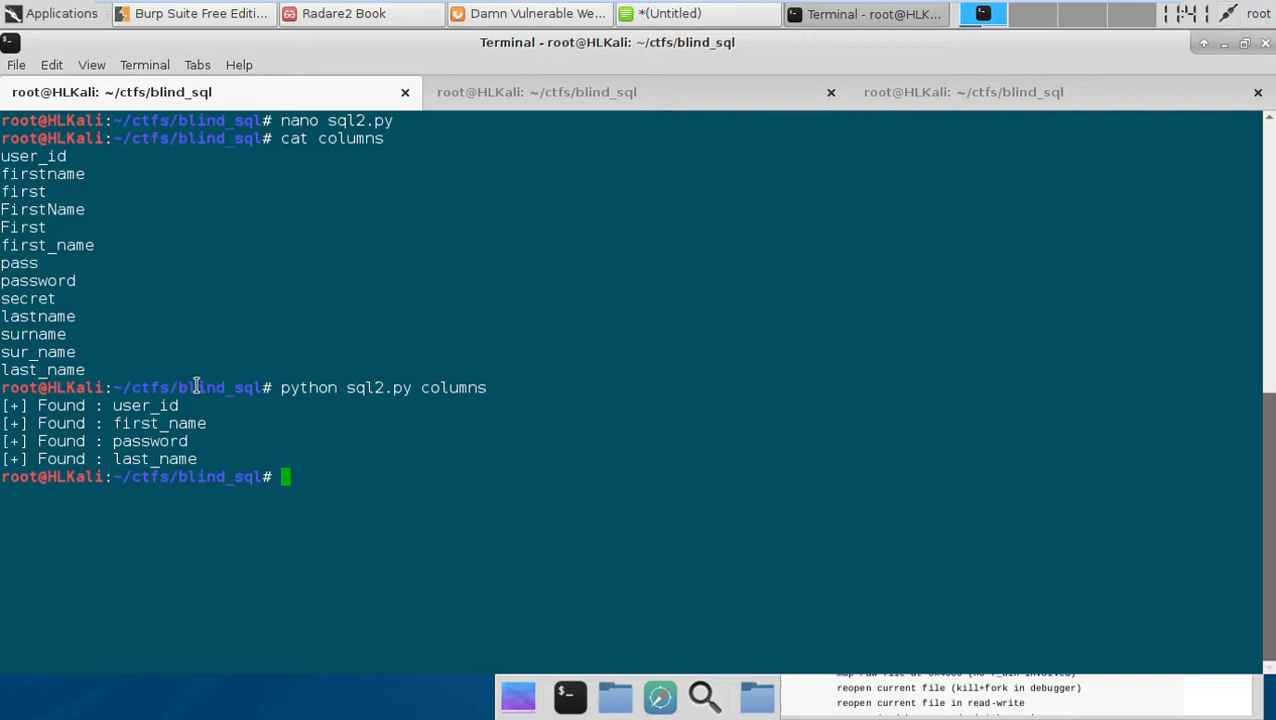 Applications
Burp Suite Free Editi...
Radare2 Book
Damn Vulnerable We...
*(Untitled)
Terminal - root@HLK...
root
Terminal - root@HLKali: ~/ctfs/blind_sql
File Edit View Terminal Tabs Help
root@HLKali: ~/ctfs/blind_sql
root@HLKali: ~/ctfs/blind_sql
root@HLKali: ~/ctfs/blind_sql
root@HLKali:~/ctfs/blind_sql# nano sql2.py
root@HLKali:~/ctfs/blind_sql# cat columns
user_id
firstname
first
FirstName
First
first_name
pass
password
secret
lastname
surname
sur_name
last_name
root@HLKali:~/ctfs/blind_sql# python sql2.py columns
[+] Found : user_id
[+] Found : first_name
[+] Found : password
[+] Found : last_name
root@HLKali:~/ctfs/blind_sql#
reopen current file (kill+fork in debugger)
reopen current file in read-write